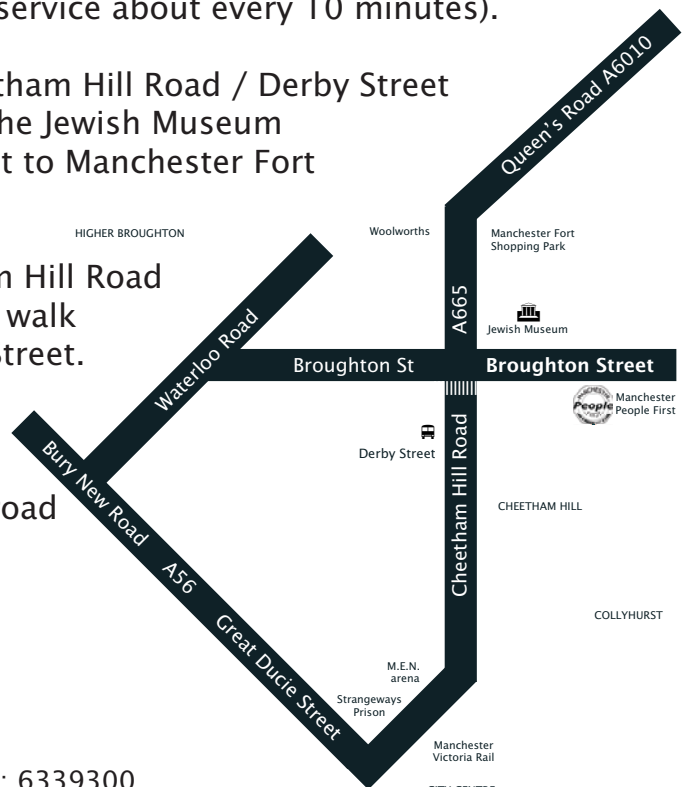 service about every 10 minutes).
tham Hill Road / Derby Street
he Jewish Museum
t to Manchester Fort
Queen's Road A6010
HIGHER BROUGHTON
Woolworths
Manchester Fort
Shopping Park
Hill Road
walk
Street.
A665
Jewish Museum
Waterloo Road
Broughton St
Broughton Street
People
Manchester
People First
Derby Street
Bury New Road
Cheetham Hill Road
oad
CHEETHAM HILL
A56
COLLYHURST
Great Ducie Street
M.E.N.
arena
Strangeways
Prison
Manchester
Victoria Rail
: 6339300